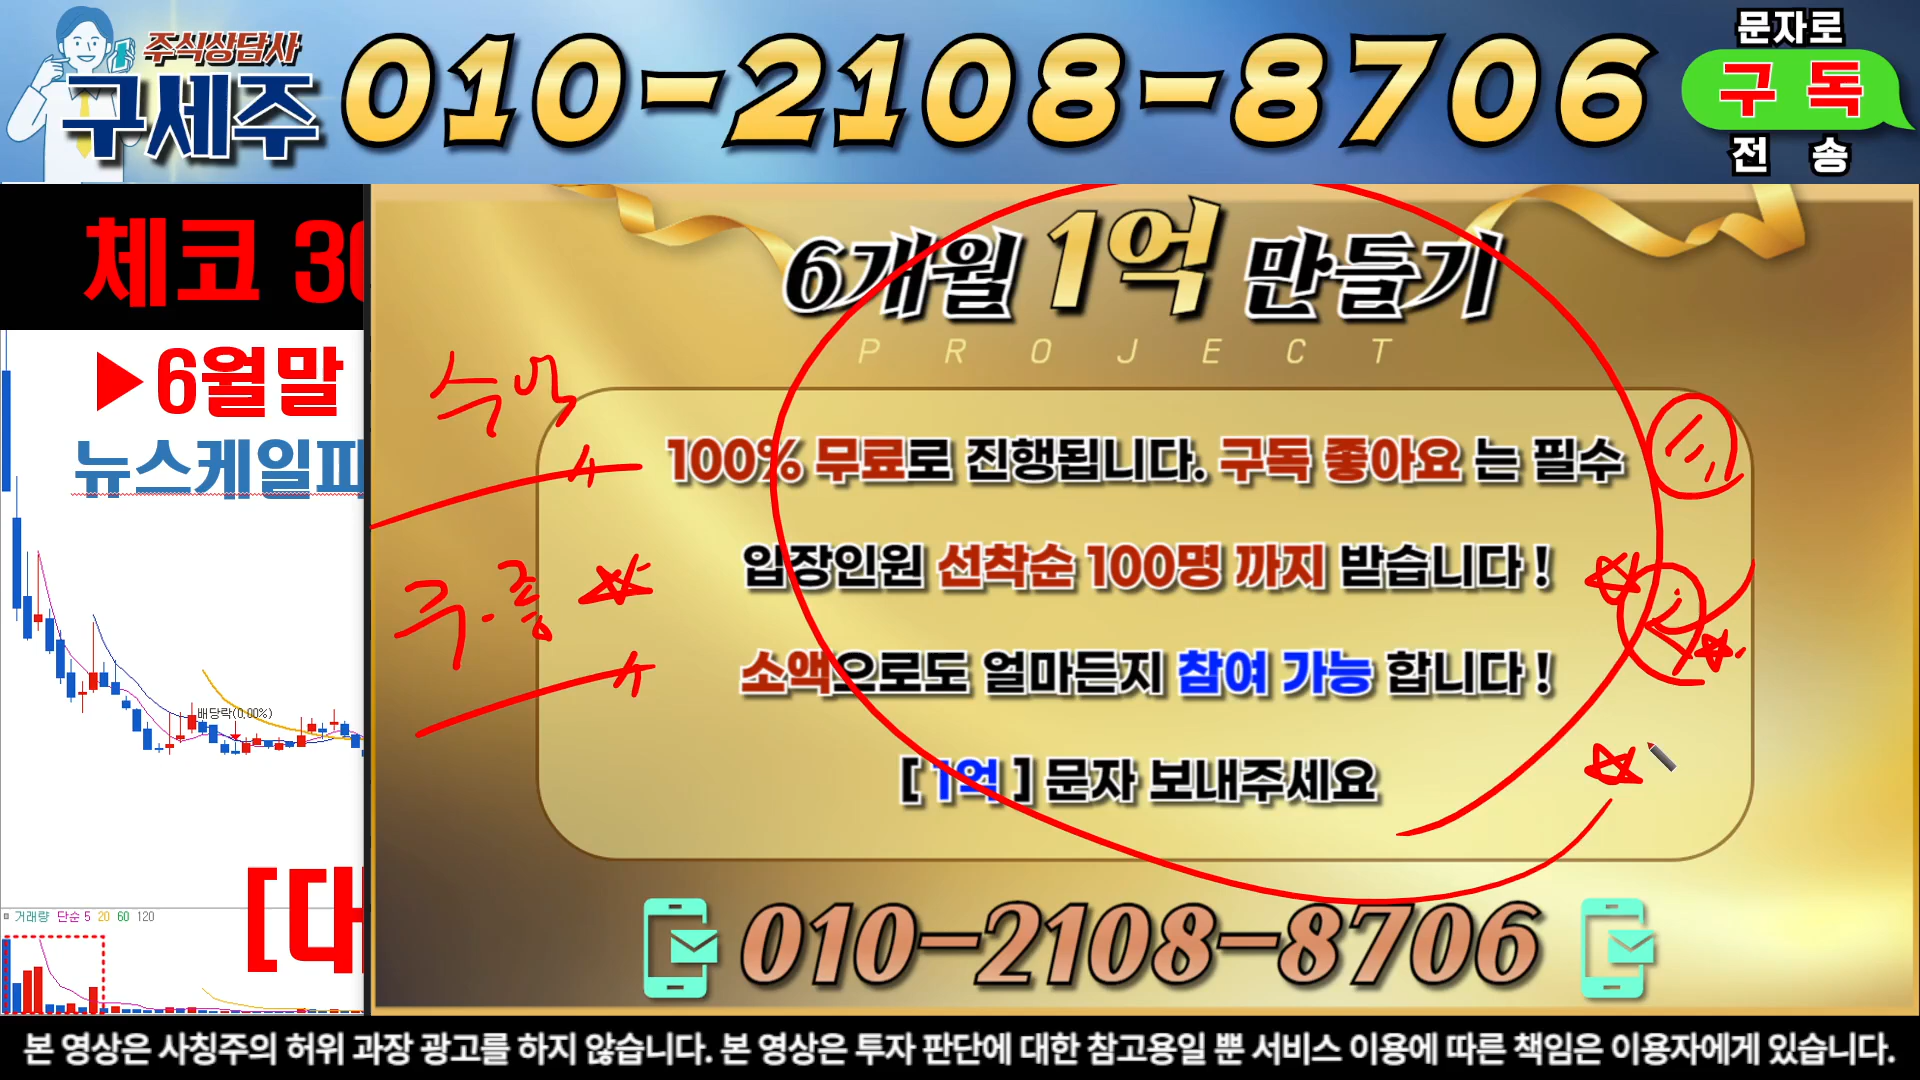 주식상담사
구세주
010-2108-8706
문자로
구 독
전 송
체코 30
▶6월말
뉴스케일파
배당락(0,00%)
거래량 단순 5 20 60 120
[대
6개월 1억 만들기
PROJECT
수익
주.종
100% 무료로 진행됩니다. 구독 좋아요 는 필수
입장인원 선착순 100명 까지 받습니다 !
소액으로도 얼마든지 참여 가능 합니다 !
[ 1억 ] 문자 보내주세요
010-2108-8706
본 영상은 사칭주의 허위 과장 광고를 하지 않습니다. 본 영상은 투자 판단에 대한 참고용일 뿐 서비스 이용에 따른 책임은 이용자에게 있습니다.